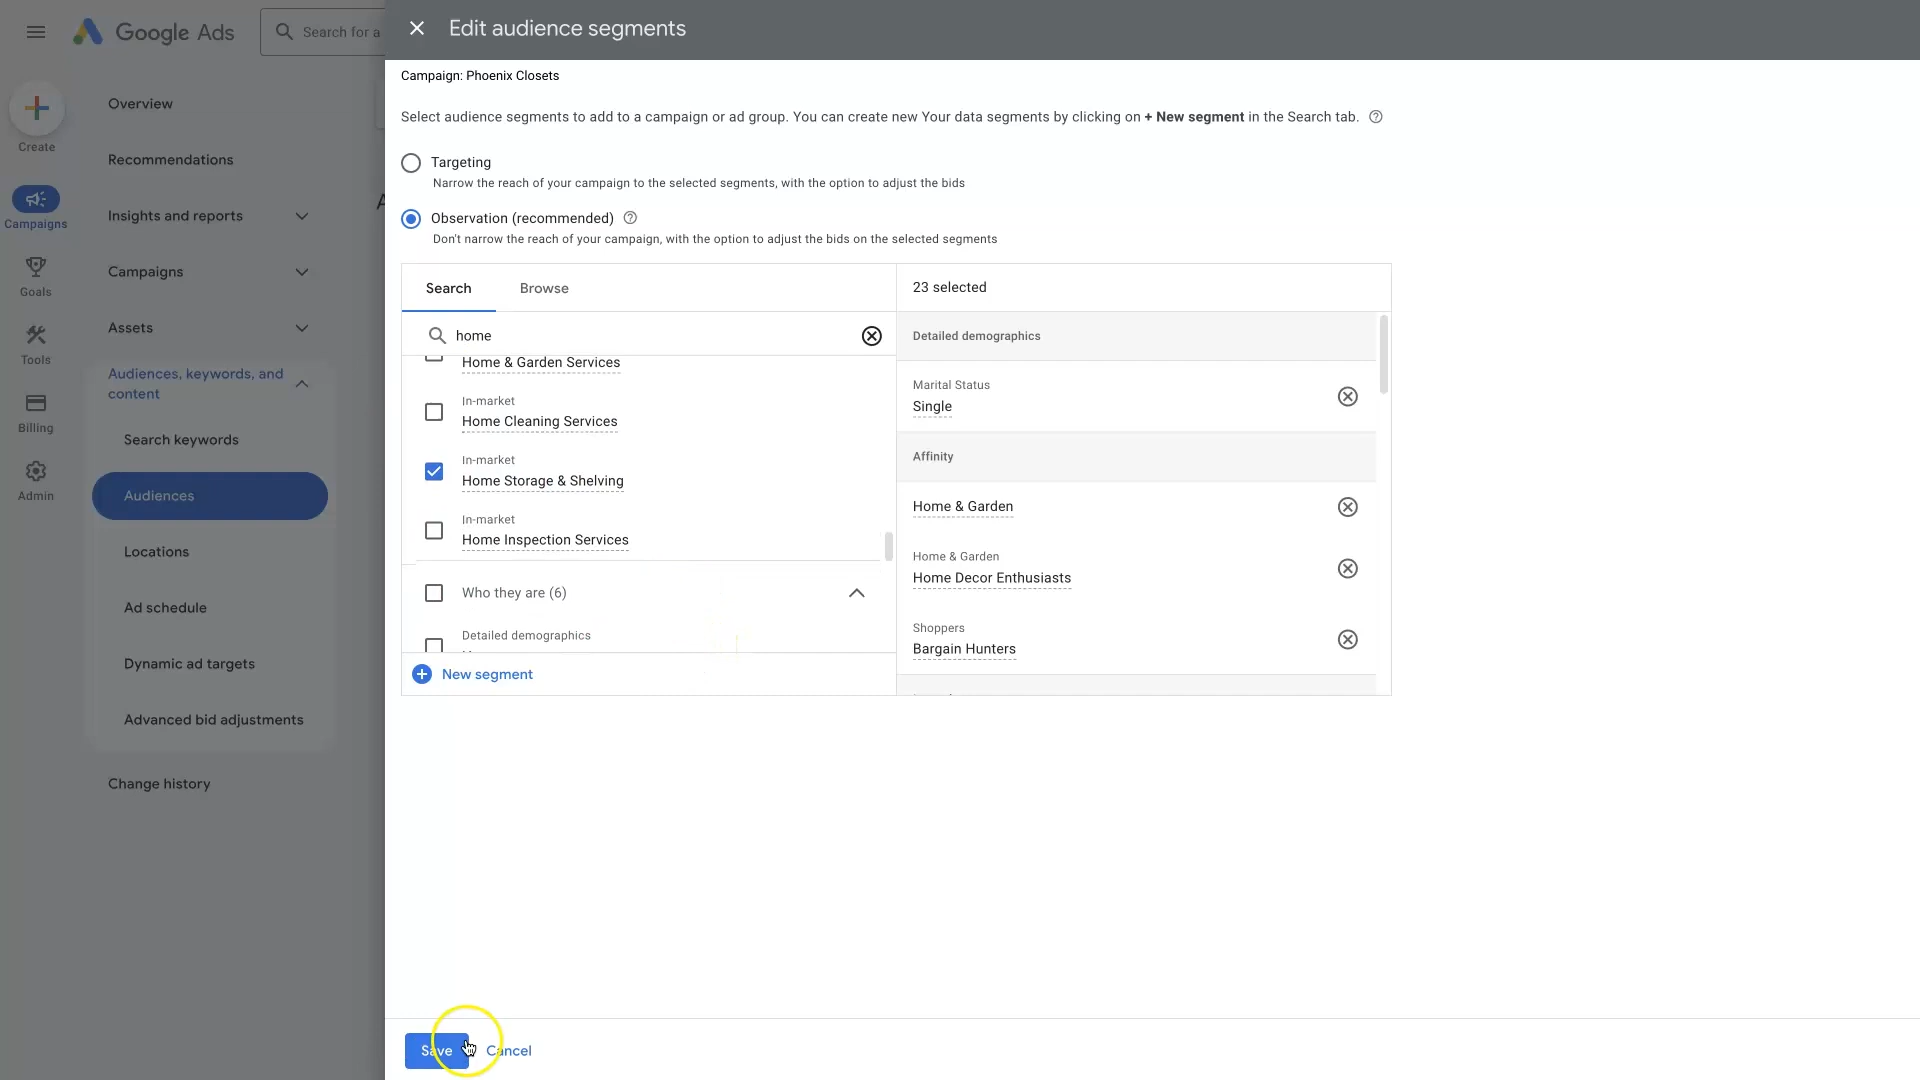 Google Ads
Search for a
Edit audience segments
Create
Campaigns
Goals
Tools
Billing
Admin
Overview
Recommendations
Insights and reports
Campaigns
Assets
Audiences, keywords, and
content
Search keywords
Audiences
Locations
Ad schedule
Dynamic ad targets
Advanced bid adjustments
Change history
Campaign: Phoenix Closets
Select audience segments to add to a campaign or ad group. You can create new Your data segments by clicking on + New segment in the Search tab.
Targeting
Narrow the reach of your campaign to the selected segments, with the option to adjust the bids
Observation (recommended)
Don't narrow the reach of your campaign, with the option to adjust the bids on the selected segments
Search
Browse
home
Home & Garden Services
In-market
Home Cleaning Services
In-market
Home Storage & Shelving
In-market
Home Inspection Services
Who they are (6)
Detailed demographics
New segment
23 selected
Detailed demographics
Marital Status
Single
Affinity
Home & Garden
Home & Garden
Home Decor Enthusiasts
Shoppers
Bargain Hunters
Save
Cancel